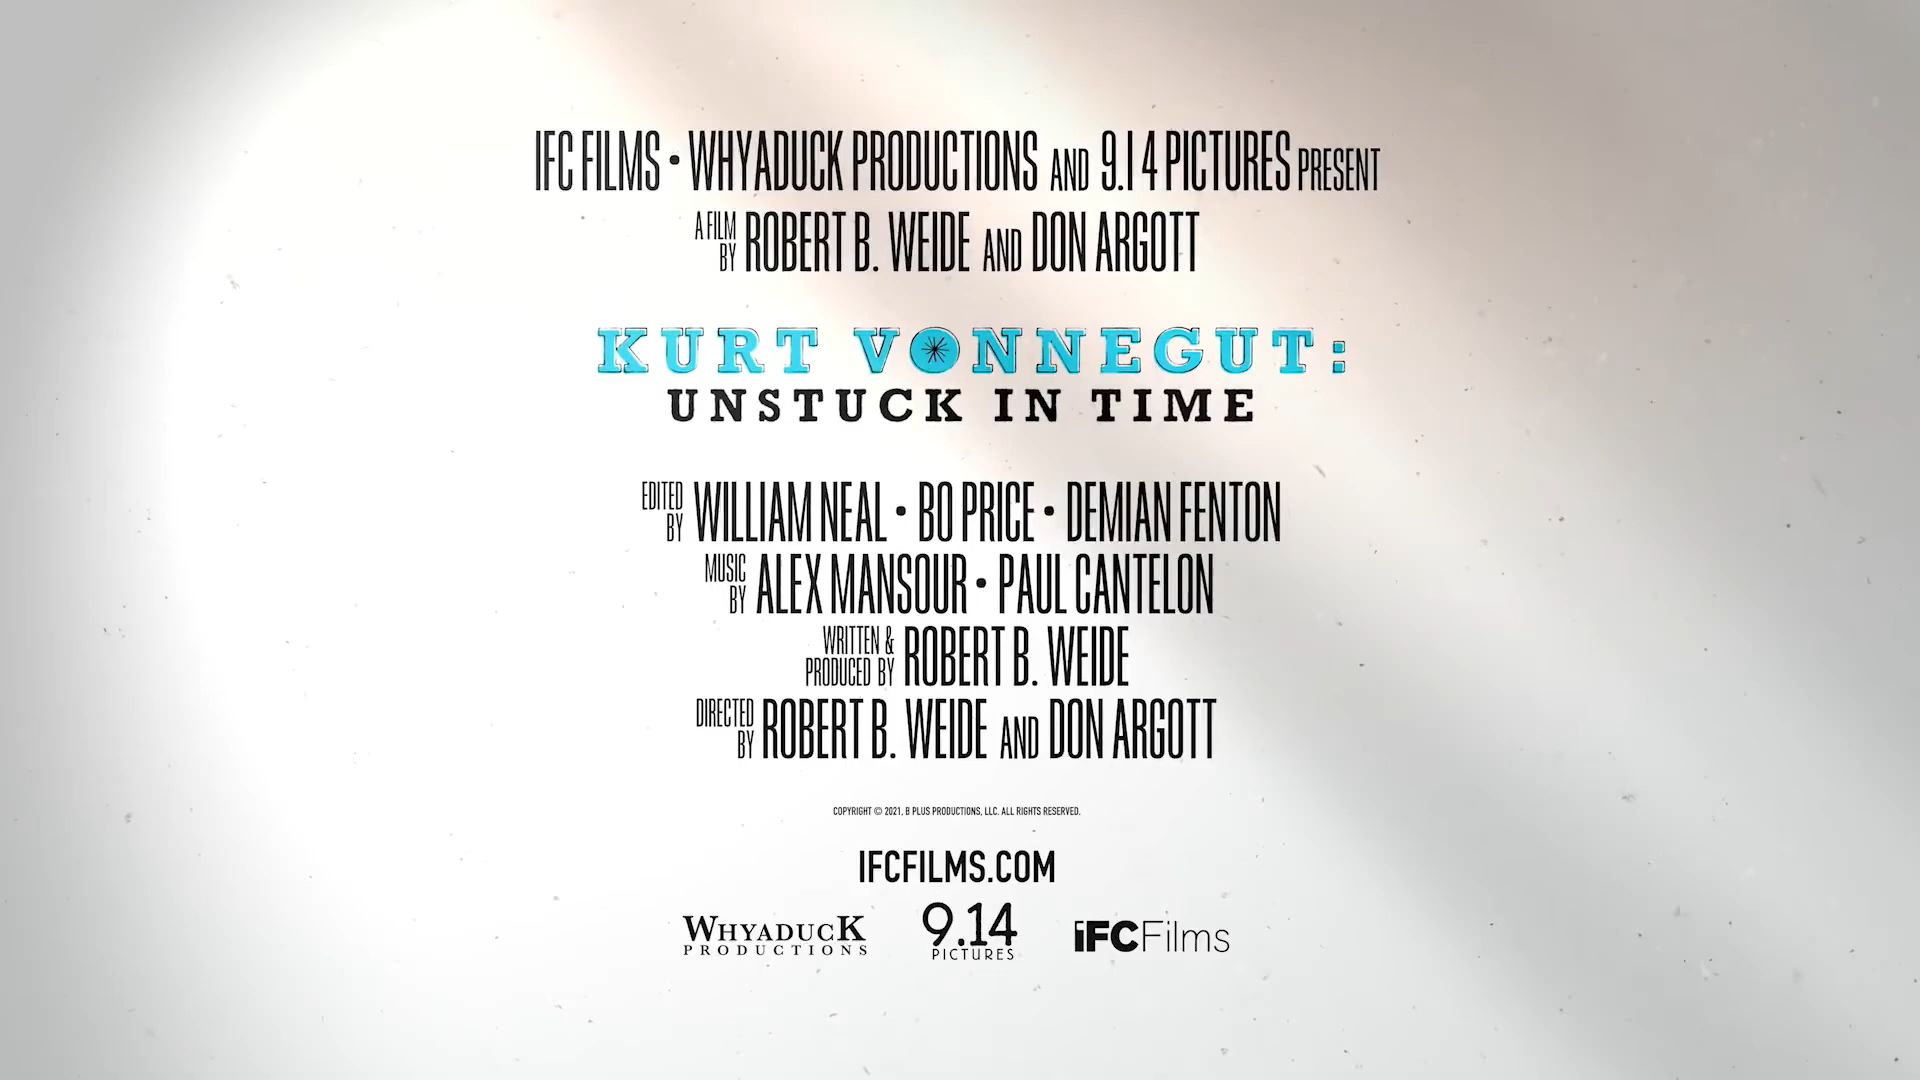 IFC FILMS • WHYADUCK PRODUCTIONS AND 9.14 PICTURES PRESENT
A FILM BY ROBERT B. WEIDE AND DON ARGOTT
KURT VONNEGUT:
UNSTUCK IN TIME
EDITED BY WILLIAM NEAL • BO PRICE • DEMIAN FENTON
MUSIC BY ALEX MANSOUR • PAUL CANTELON
WRITTEN & PRODUCED BY ROBERT B. WEIDE
DIRECTED BY ROBERT B. WEIDE AND DON ARGOTT
COPYRIGHT © 2021, B PLUS PRODUCTIONS, LLC. ALL RIGHTS RESERVED.
IFCFILMS.COM
WHYADUCK PRODUCTIONS
9.14 PICTURES
iFC Films